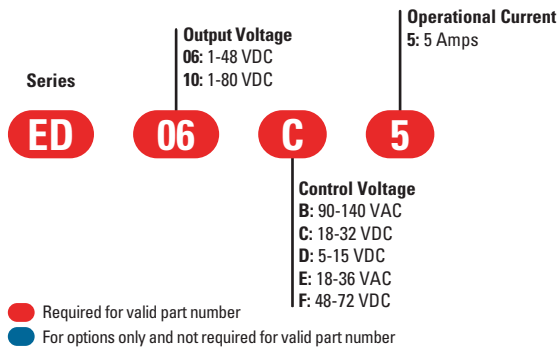 Operational Current
5: 5 Amps
Output Voltage
06: 1-48 VDC
10: 1-80 VDC
Series
ED 06 C 5
Control Voltage
B: 90-140 VAC
C: 18-32 VDC
D: 5-15 VDC
E: 18-36 VAC
F: 48-72 VDC
Required for valid part number
For options only and not required for valid part number